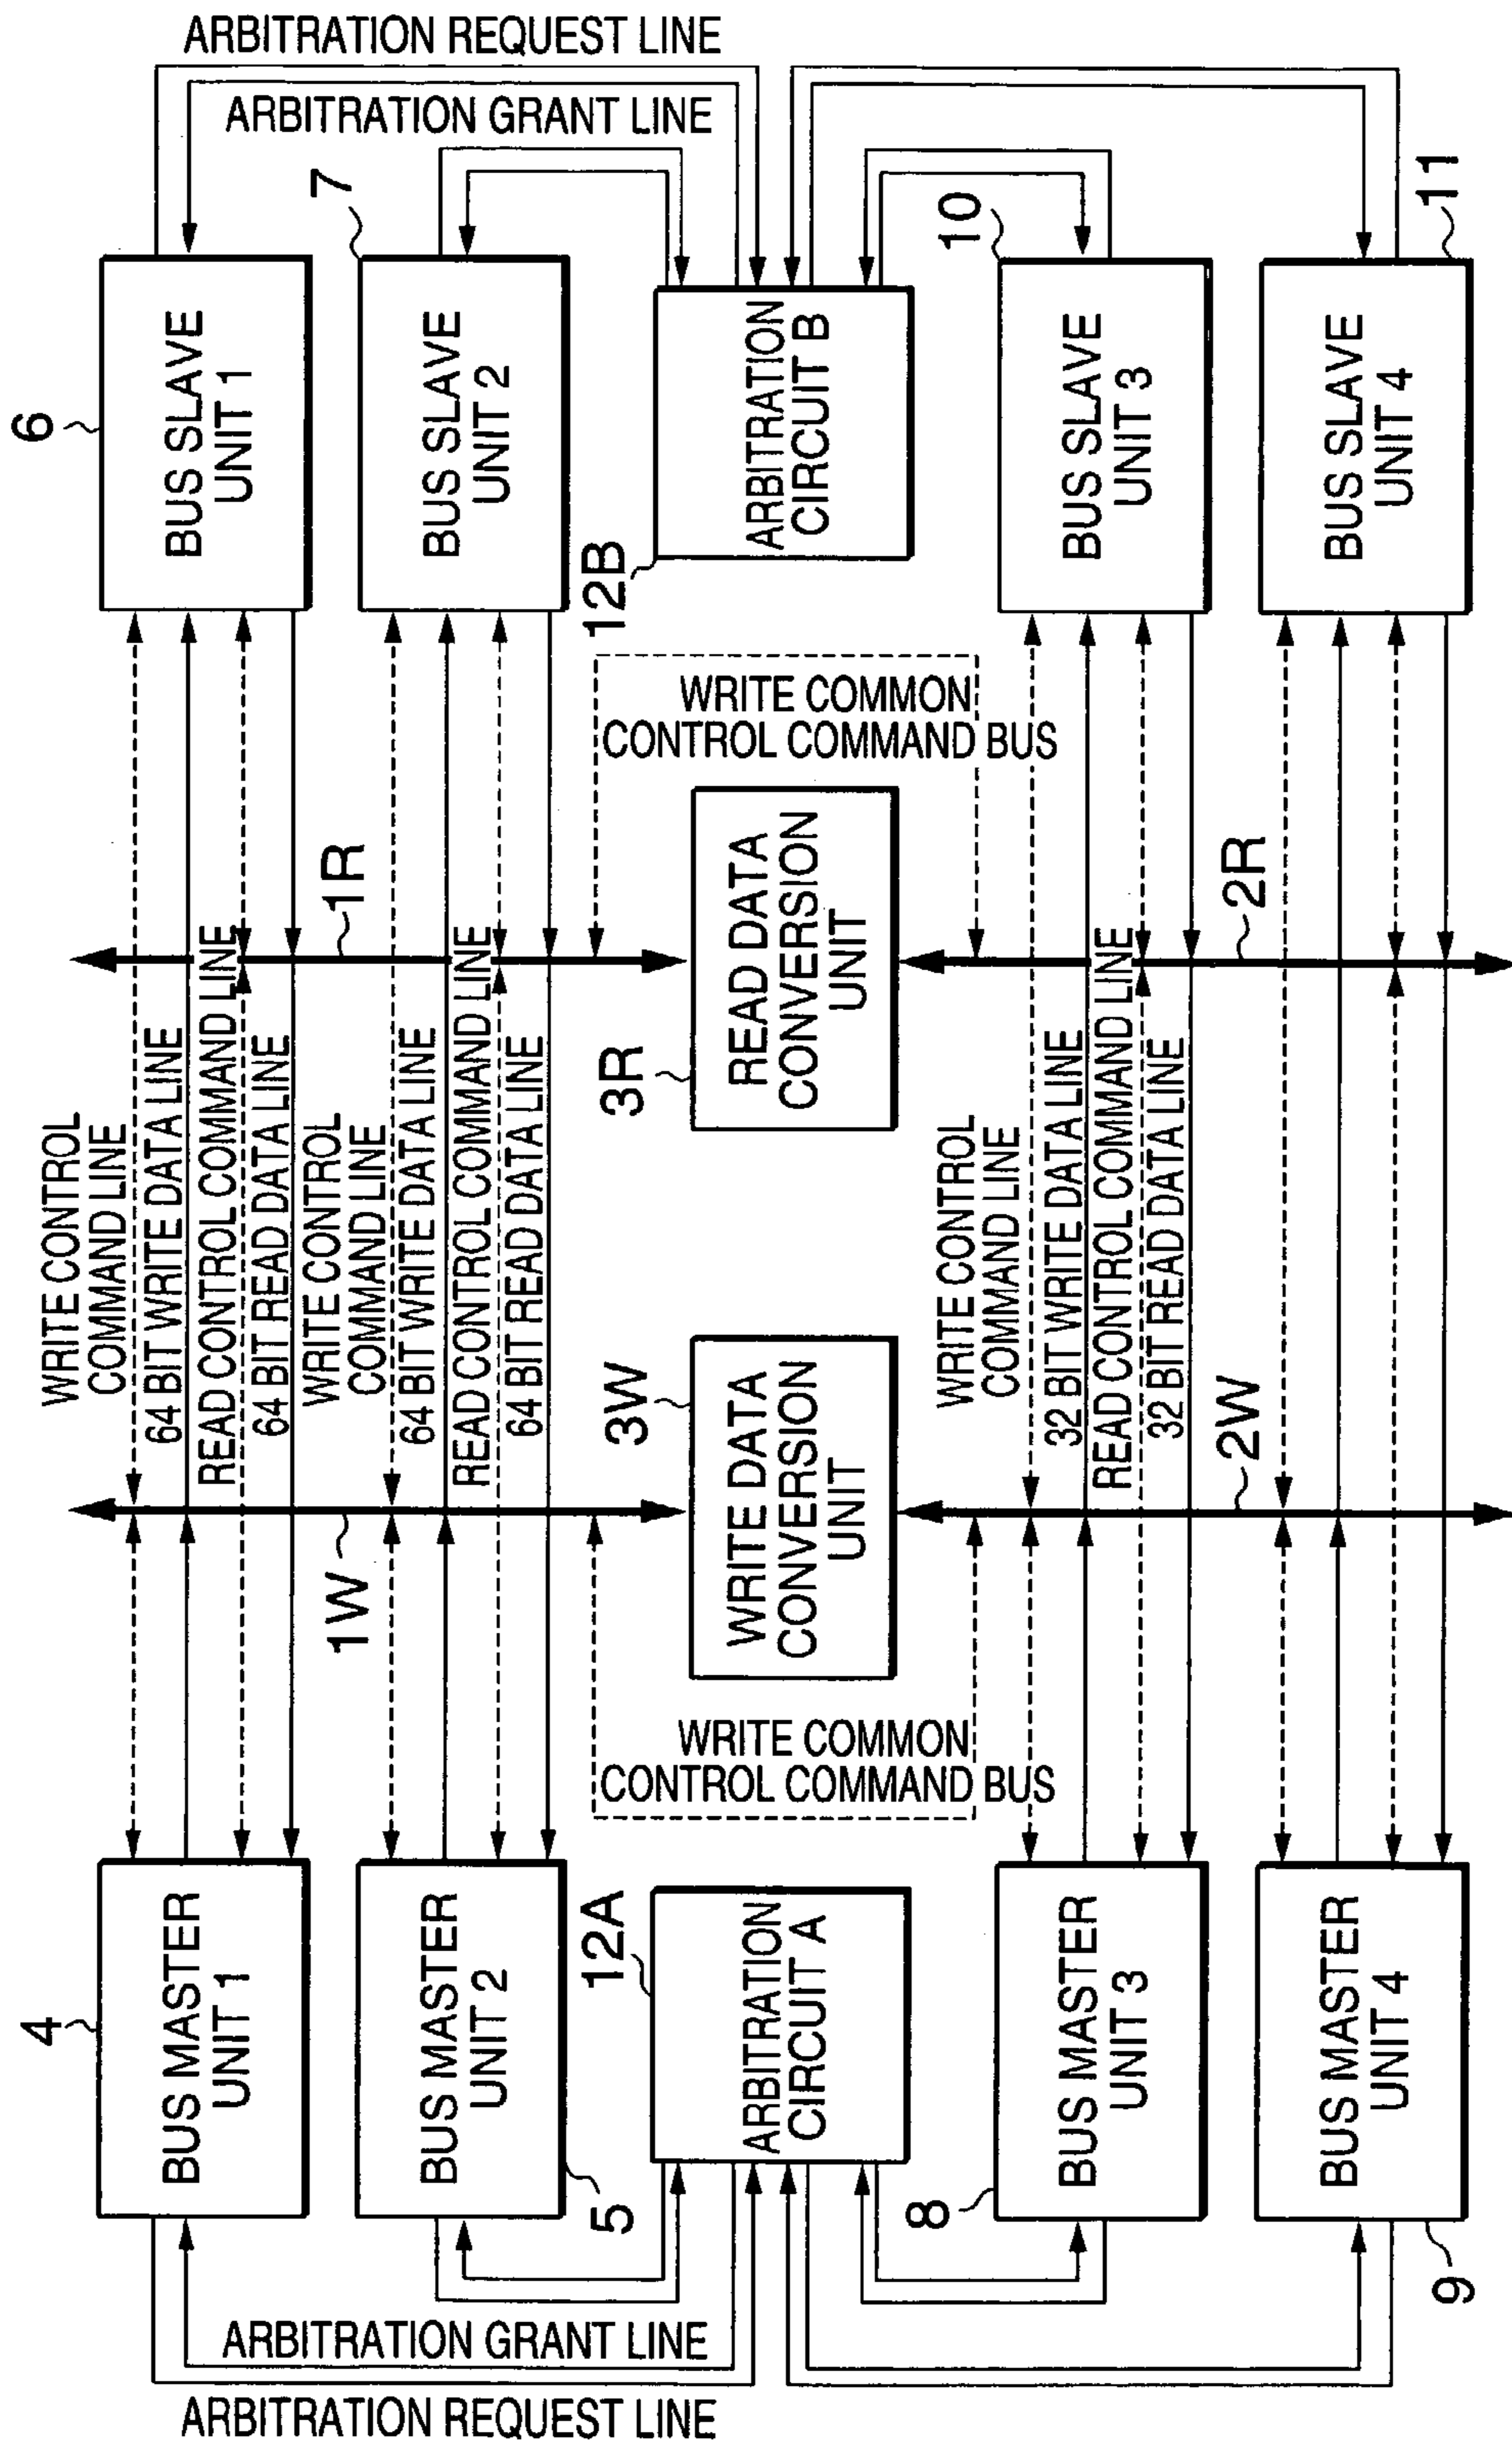 4
BUS MASTER
UNIT 1
WRITE CONTROL
COMMAND LINE
64 BIT WRITE DATA LINE
READ CONTROL COMMAND LINE
64 BIT READ DATA LINE
6
BUS SLAVE
UNIT 1
ARBITRATION REQUEST LINE
ARBITRATION GRANT LINE
1W
1R
BUS MASTER
UNIT 2
5
WRITE CONTROL
COMMAND LINE
64 BIT WRITE DATA LINE
READ CONTROL COMMAND LINE
64 BIT READ DATA LINE
7
BUS SLAVE
UNIT 2
ARBITRATION GRANT LINE
ARBITRATION REQUEST LINE
12A
ARBITRATION
CIRCUIT A
WRITE COMMON
CONTROL COMMAND BUS
3W
WRITE DATA
CONVERSION
UNIT
3R
READ DATA
CONVERSION
UNIT
WRITE COMMON
CONTROL COMMAND BUS
12B
ARBITRATION
CIRCUIT B
8
BUS MASTER
UNIT 3
WRITE CONTROL
COMMAND LINE
32 BIT WRITE DATA LINE
READ CONTROL COMMAND LINE
32 BIT READ DATA LINE
10
BUS SLAVE
UNIT 3
2W
2R
BUS MASTER
UNIT 4
9
BUS SLAVE
UNIT 4
11